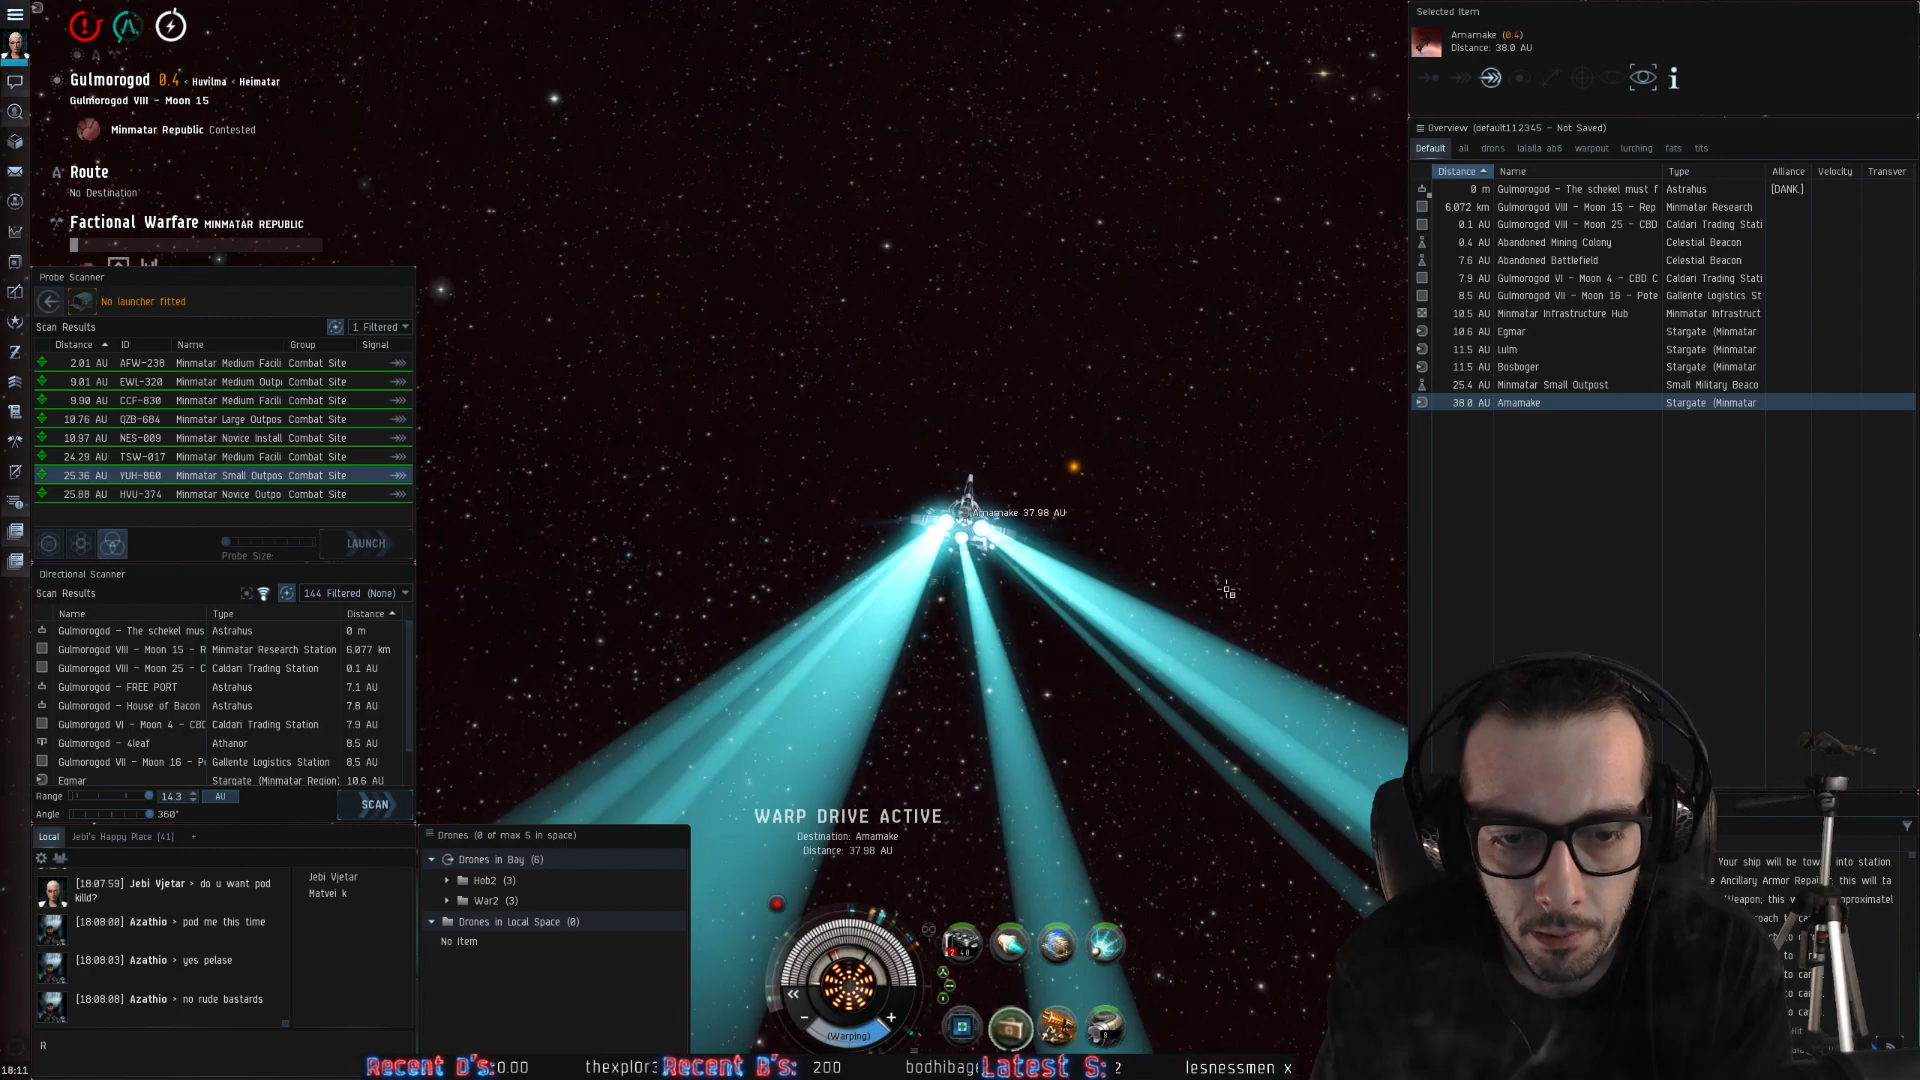 Gulmorogod 0.4 < Huvilma < Heimatar
Gulmorogod VIII - Moon 15
Minmatar Republic Contested
Route
No Destination
Factional Warfare MINMATAR REPUBLIC
Probe Scanner
No launcher fitted
Scan Results
1 Filtered
Distance ID Name Group Signal
2.01 AU AFW-238 Minmatar Medium Facili Combat Site
9.01 AU EWL-320 Minmatar Medium Outp Combat Site
9.90 AU CCF-830 Minmatar Medium Facili Combat Site
10.76 AU QZB-684 Minmatar Large Outpos Combat Site
10.97 AU NES-009 Minmatar Novice Install Combat Site
24.29 AU TSW-017 Minmatar Medium Facili Combat Site
25.36 AU YUH-860 Minmatar Small Outpos Combat Site
25.88 AU HVU-374 Minmatar Novice Outpo Combat Site
Probe Size:
LAUNCH
Directional Scanner
Scan Results
144 Filtered (None)
Name Type Distance
Gulmorogod - The schekel mus Astrahus 0 m
Gulmorogod VIII - Moon 15 - R Minmatar Research Station 6,077 km
Gulmorogod VIII - Moon 25 - C Caldari Trading Station 0.1 AU
Gulmorogod - FREE PORT Astrahus 7.1 AU
Gulmorogod - House of Bacon Astrahus 7.8 AU
Gulmorogod VI - Moon 4 - CBD Caldari Trading Station 7.9 AU
Gulmorogod - 4leaf Athanor 8.5 AU
Gulmorogod VII - Moon 16 - P Gallente Logistics Station 8.5 AU
Egmar Stargate (Minmatar Region) 10.6 AU
Range 14.3 AU
Angle 360°
SCAN
Local Jebi's Happy Place [41] +
[18:07:59] Jebi Vjetar > do u want pod
killd?
[18:08:00] Azathio > pod me this time
[18:08:03] Azathio > yes pelase
[18:08:08] Azathio > no rude bastards
Jebi Vjetar
Matvei k
R
18:11
Drones (0 of max 5 in space)
Drones in Bay (6)
Hob2 (3)
War2 (3)
Drones in Local Space (0)
No Item
Amamake 37.98 AU
WARP DRIVE ACTIVE
Destination: Amamake
Distance: 37.98 AU
(Warping)
Selected Item
Amamake (0.4)
Distance: 38.0 AU
Overview (default112345 - Not Saved)
Default all drons lalalla ab6 warpout lurching fats tits
Distance Name Type Alliance Velocity Transver
0 m Gulmorogod - The schekel must f Astrahus [DANK.]
6,072 km Gulmorogod VIII - Moon 15 - Rep Minmatar Research
0.1 AU Gulmorogod VIII - Moon 25 - CBD Caldari Trading Stati
0.4 AU Abandoned Mining Colony Celestial Beacon
7.6 AU Abandoned Battlefield Celestial Beacon
7.9 AU Gulmorogod VI - Moon 4 - CBD C Caldari Trading Stati
8.5 AU Gulmorogod VII - Moon 16 - Pote Gallente Logistics St
10.5 AU Minmatar Infrastructure Hub Minmatar Infrastruct
10.6 AU Egmar Stargate (Minmatar
11.5 AU Lulm Stargate (Minmatar
11.5 AU Bosboger Stargate (Minmatar
25.4 AU Minmatar Small Outpost Small Military Beaco
38.0 AU Amamake Stargate (Minmatar
Your ship will be tow into station
Ancillary Armor Repai this will ta
Weapon; this w
Recent D's: 0.00 thexpl0r3 Recent B's: 200 bodhibage Latest S: 2 lesnessmen x